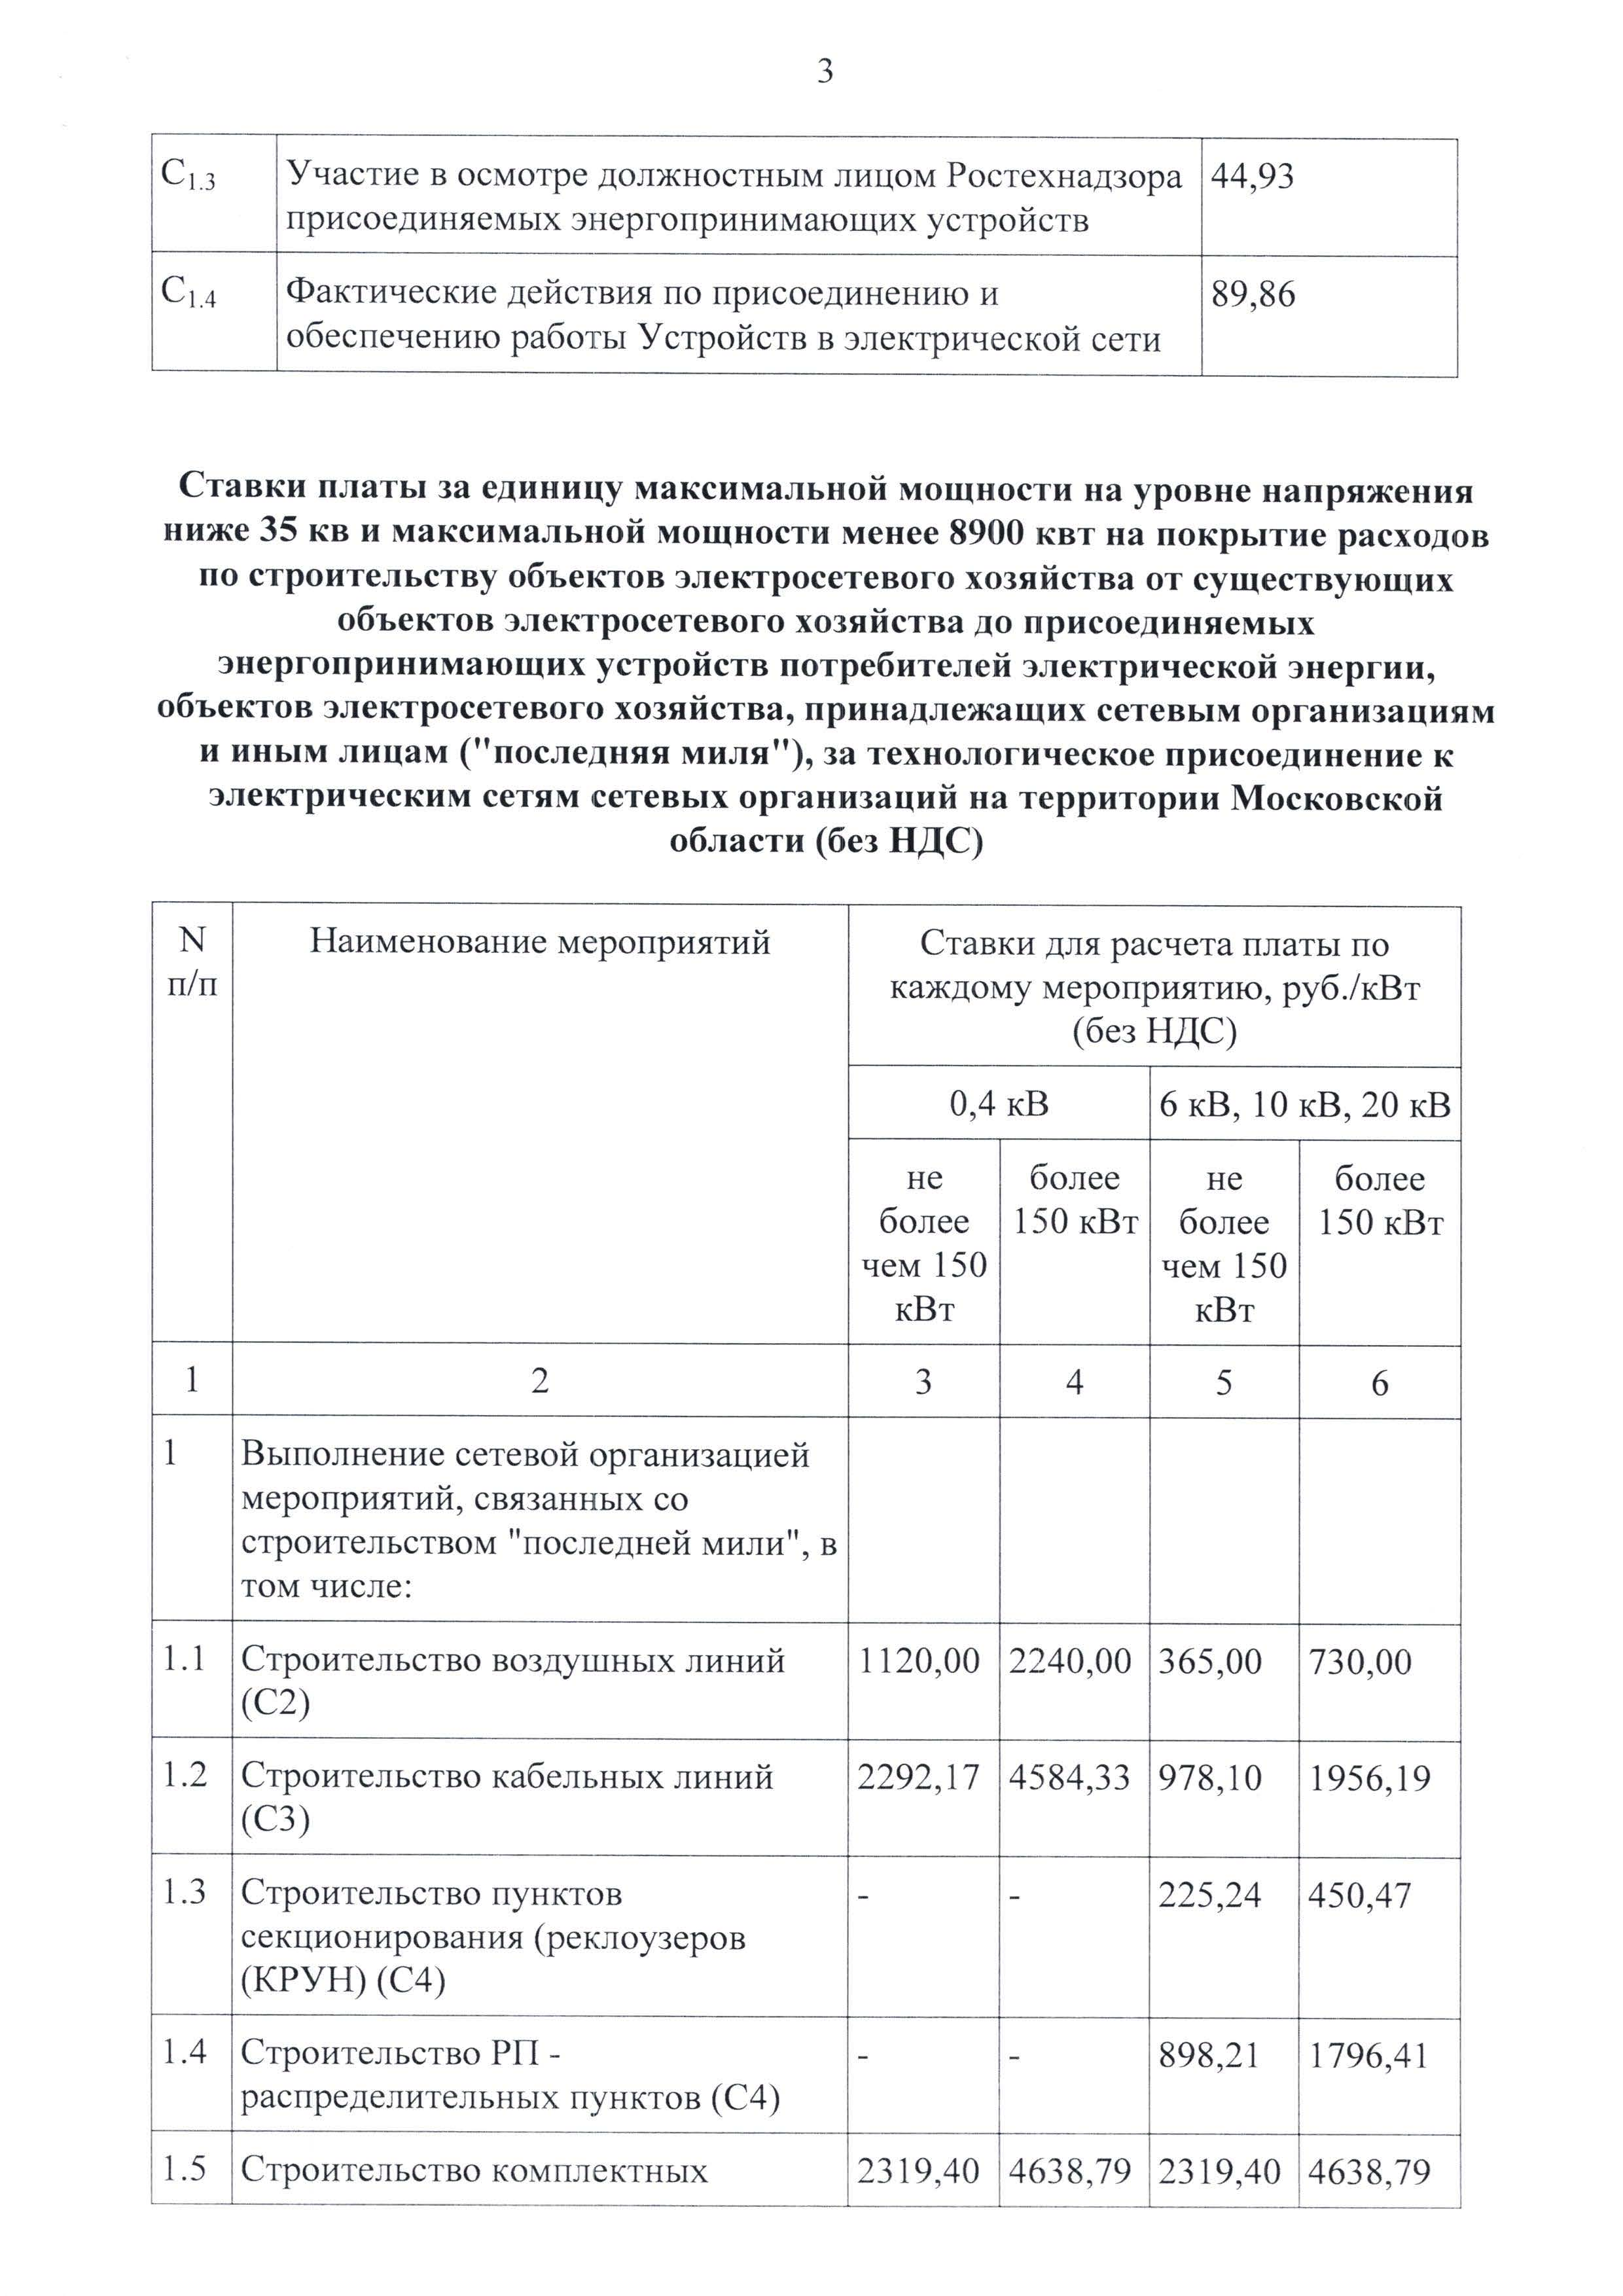 3
С1.3 Участие в осмотре должностным лицом Ростехнадзора 44,93
присоединяемых энергопринимающих устройств
С1.4 Фактические действия по присоединению и 89,86
обеспечению работы Устройств в электрической сети
Ставки платы за единицу максимальной мощности на уровне напряжения
ниже 35 кв и максимальной мощности менее 8900 квт на покрытие расходов
по строительству объектов электросетевого хозяйства от существующих
объектов электросетевого хозяйства до присоединяемых
энергопринимающих устройств потребителей электрической энергии,
объектов электросетевого хозяйства, принадлежащих сетевым организациям
и иным лицам ("последняя миля"), за технологическое присоединение к
электрическим сетям сетевых организаций на территории Московской
области (без НДС)
N
п/п
Наименование мероприятий
Ставки для расчета платы по
каждому мероприятию, руб./кВт
(без НДС)
0,4 кВ
6 кВ, 10 кВ, 20 кВ
не
более
чем 150
кВт
более
150 кВт
не
более
чем 150
кВт
более
150 кВт
1 2 3 4 5 6
1 Выполнение сетевой организацией
мероприятий, связанных со
строительством "последней мили", в
том числе:
1.1 Строительство воздушных линий 1120,00 2240,00 365,00 730,00
(С2)
1.2 Строительство кабельных линий 2292,17 4584,33 978,10 1956,19
(С3)
1.3 Строительство пунктов - - 225,24 450,47
секционирования (реклоузеров
(КРУН) (С4)
1.4 Строительство РП - - - 898,21 1796,41
распределительных пунктов (С4)
1.5 Строительство комплектных 2319,40 4638,79 2319,40 4638,79